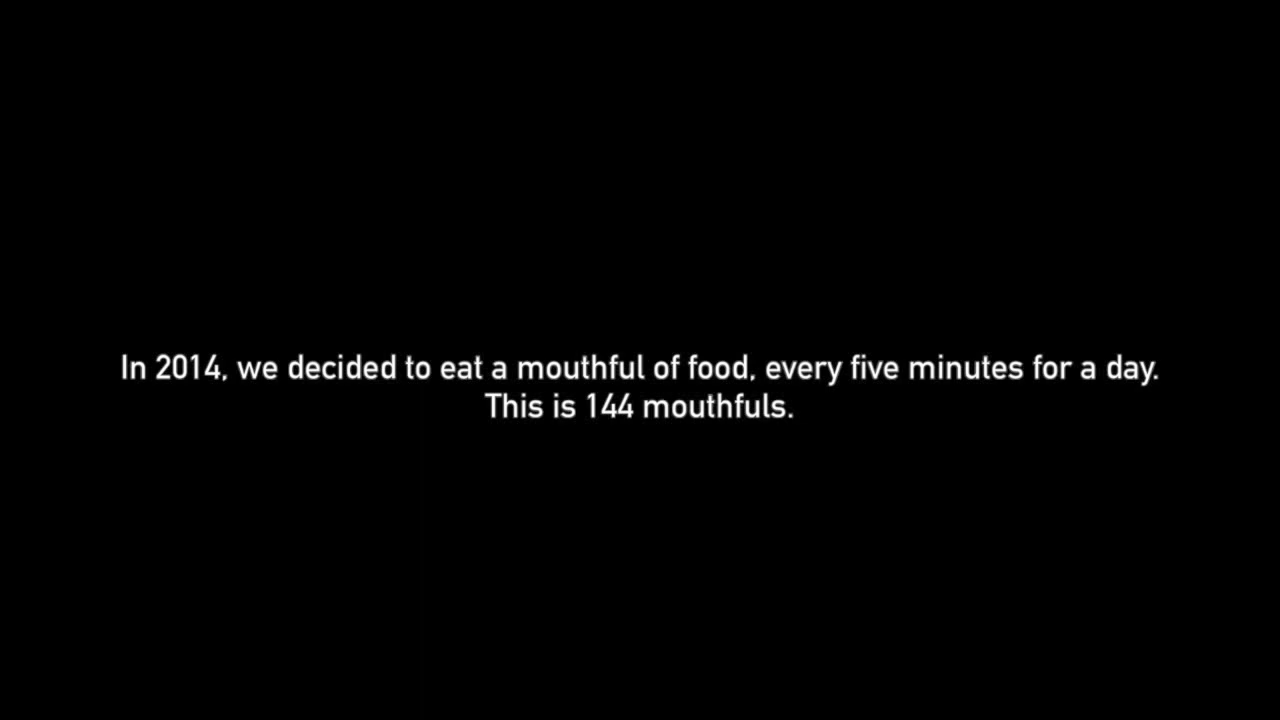 In 2014, we decided to eat a mouthful of food, every five minutes for a day.
This is 144 mouthfuls.